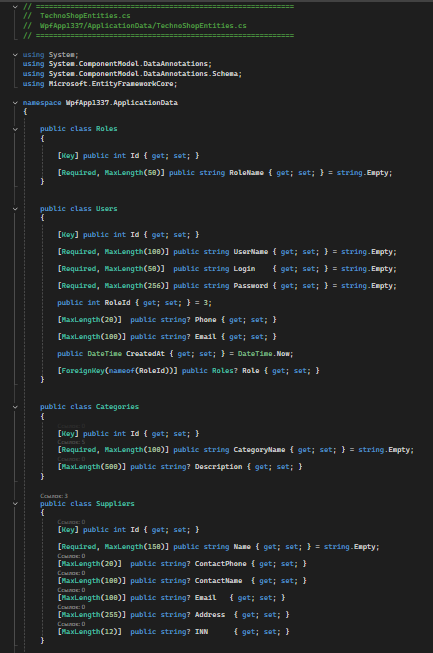 // ============================================================
//  TechnoShopEntities.cs
//  WpfApp1337/ApplicationData/TechnoShopEntities.cs
// ============================================================
using System;
using System.ComponentModel.DataAnnotations;
using System.ComponentModel.DataAnnotations.Schema;
using Microsoft.EntityFrameworkCore;
namespace WpfApp1337.ApplicationData
{
public class Roles
{
[Key] public int Id { get; set; }
[Required, MaxLength(50)] public string RoleName { get; set; } = string.Empty;
}
public class Users
{
[Key] public int Id { get; set; }
[Required, MaxLength(100)] public string UserName { get; set; } = string.Empty;
[Required, MaxLength(50)]  public string Login    { get; set; } = string.Empty;
[Required, MaxLength(256)] public string Password { get; set; } = string.Empty;
public int RoleId { get; set; } = 3;
[MaxLength(20)]  public string? Phone { get; set; }
[MaxLength(100)] public string? Email { get; set; }
public DateTime CreatedAt { get; set; } = DateTime.Now;
[ForeignKey(nameof(RoleId))] public Roles? Role { get; set; }
}
public class Categories
{
[Key] public int Id { get; set; }
[Required, MaxLength(100)] public string CategoryName { get; set; } = string.Empty;
[MaxLength(500)] public string? Description { get; set; }
}
Ссылок: 3
public class Suppliers
{
Ссылок: 0
[Key] public int Id { get; set; }
[Required, MaxLength(150)] public string Name { get; set; } = string.Empty;
Ссылок: 0
[MaxLength(20)]  public string? ContactPhone { get; set; }
Ссылок: 0
[MaxLength(100)] public string? ContactName  { get; set; }
Ссылок: 0
[MaxLength(100)] public string? Email   { get; set; }
Ссылок: 0
[MaxLength(255)] public string? Address  { get; set; }
Ссылок: 0
[MaxLength(12)]  public string? INN      { get; set; }
}